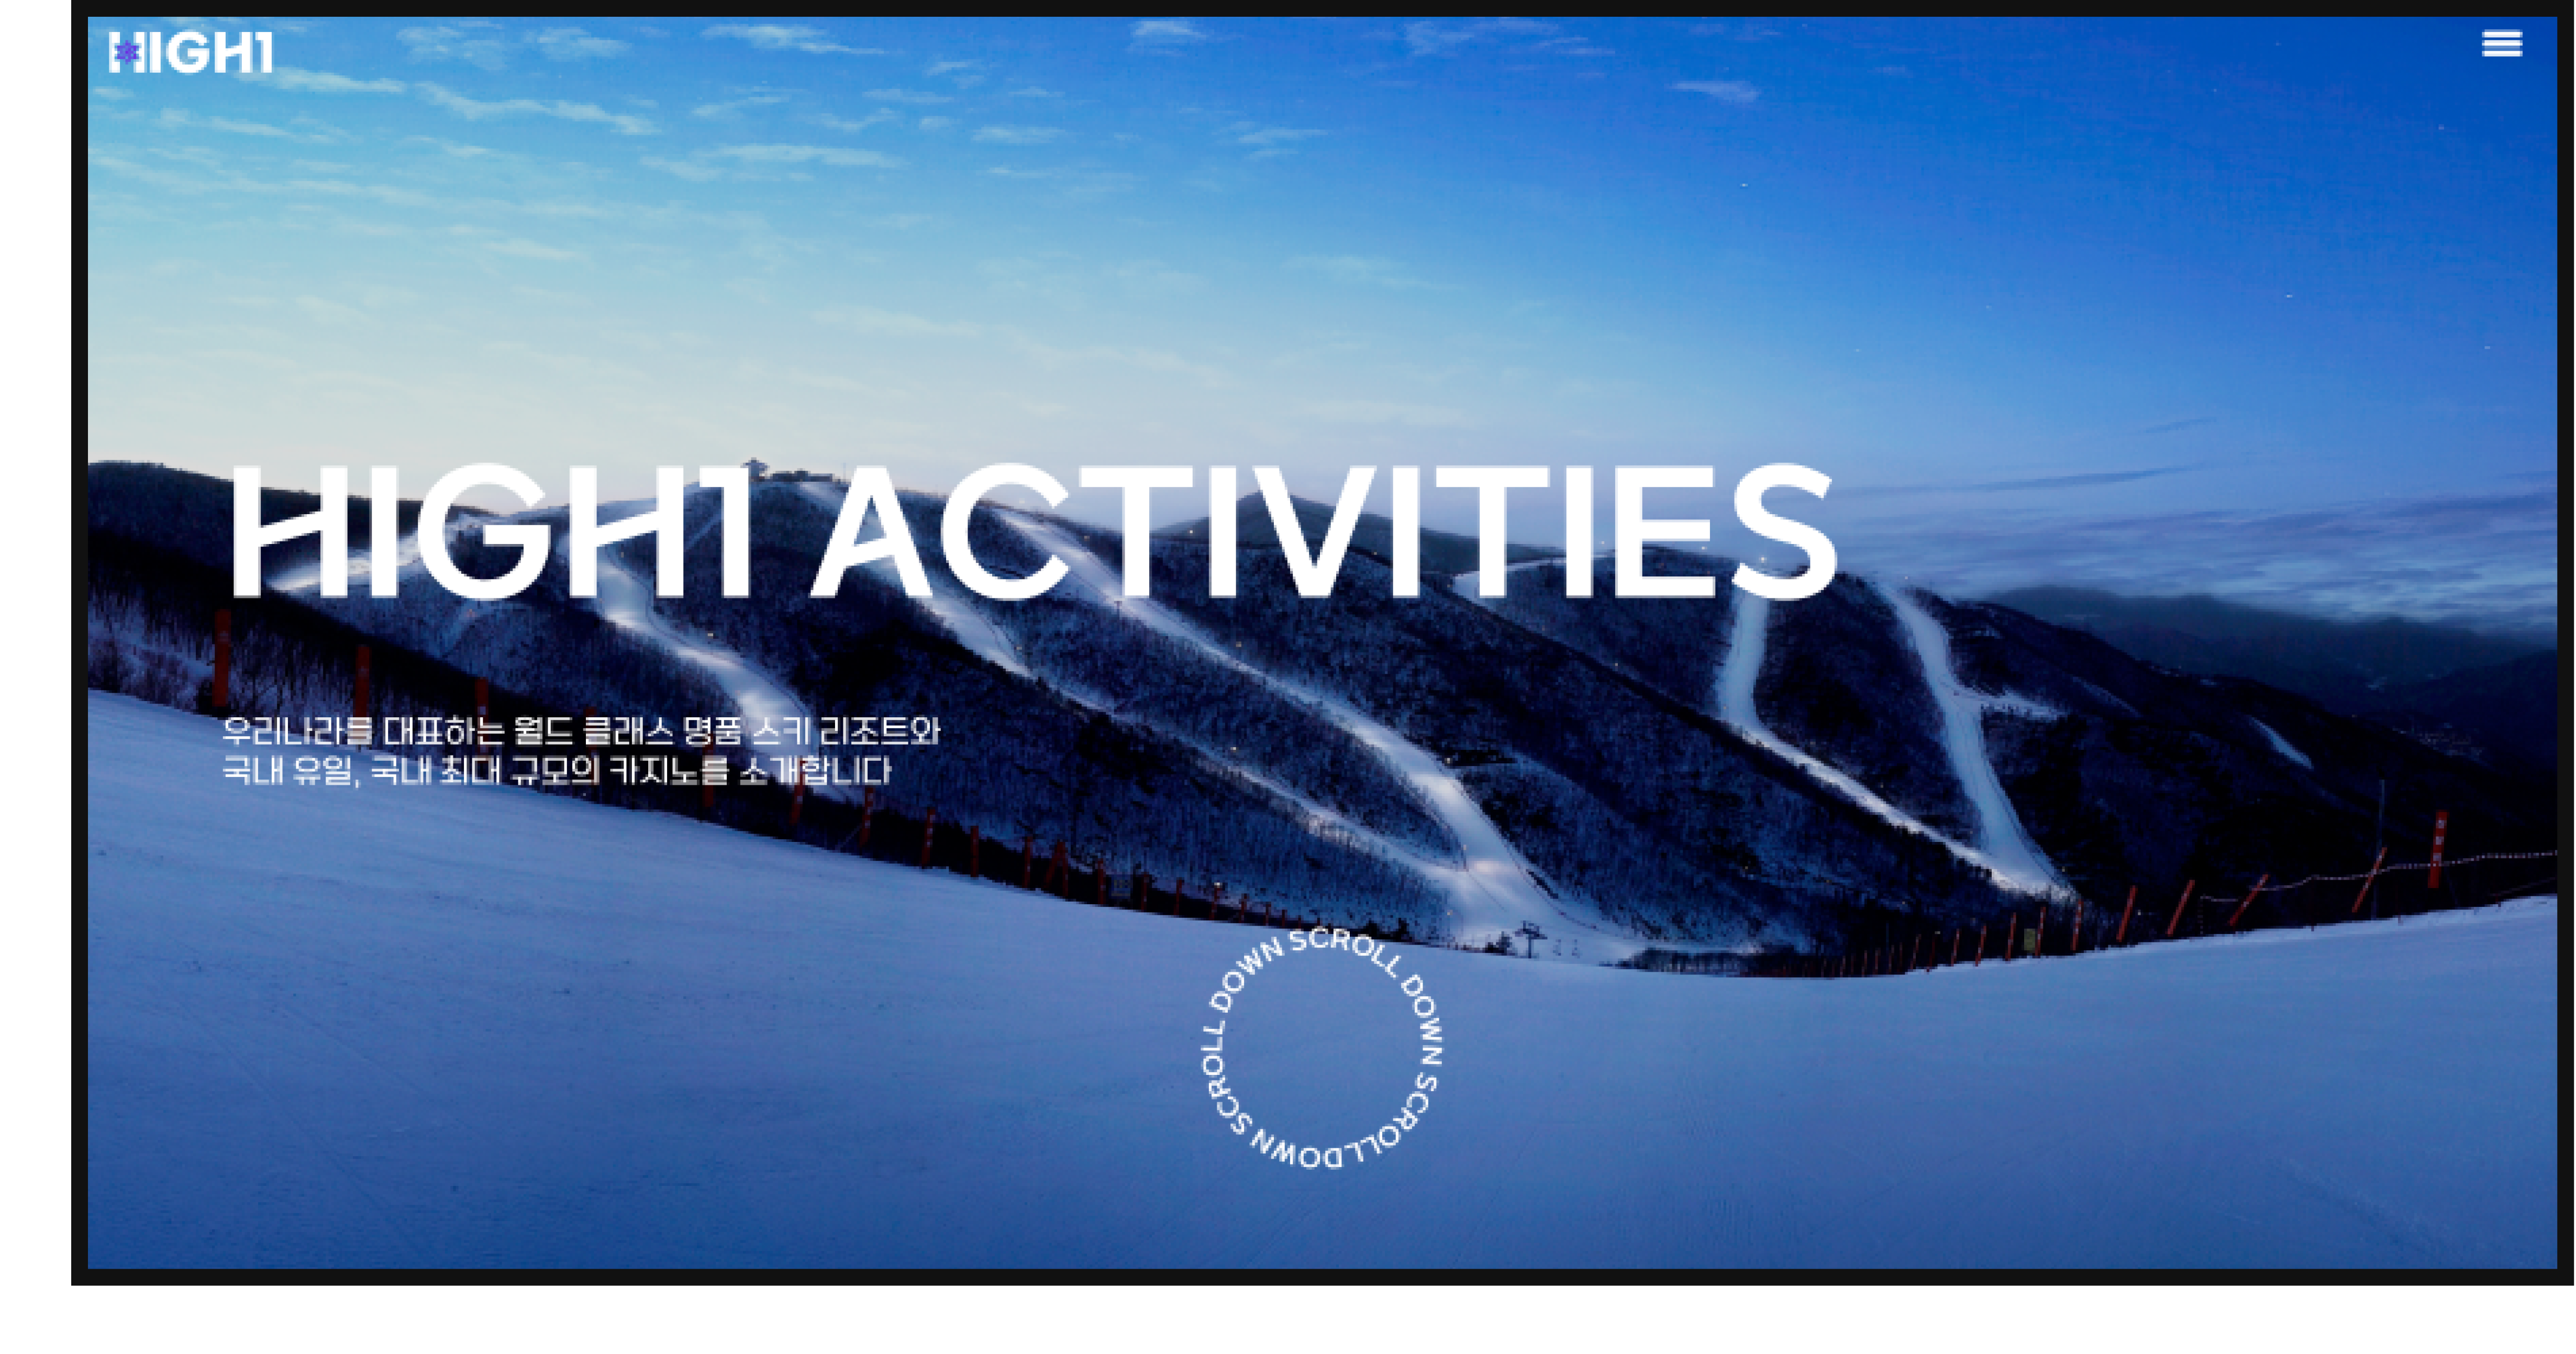 HIGH1
HIGH1 ACTIVITIES
우리나라를 대표하는 월드 클래스 명품 스키 리조트와
국내 유일, 국내 최대 규모의 카지노를 소개합니다
SCROLL DOWN SCROLL DOWN SCROLLDOWN